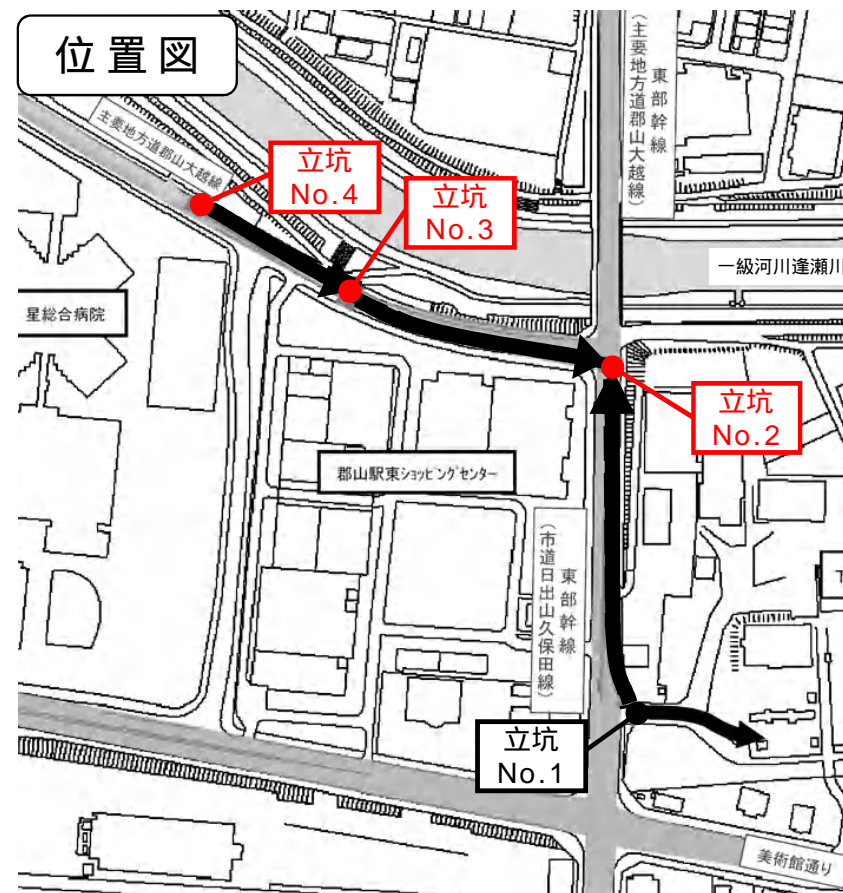 位置図
東部幹線
(主要地方道郡山大越線)
主要地方道郡山大越線
立坑
No.4
立坑
No.3
一級河川逢瀬川
星総合病院
立坑
No.2
郡山駅東ショッピングセンター
東部幹線
(市道日出山久保田線)
立坑
No.1
美術館通り